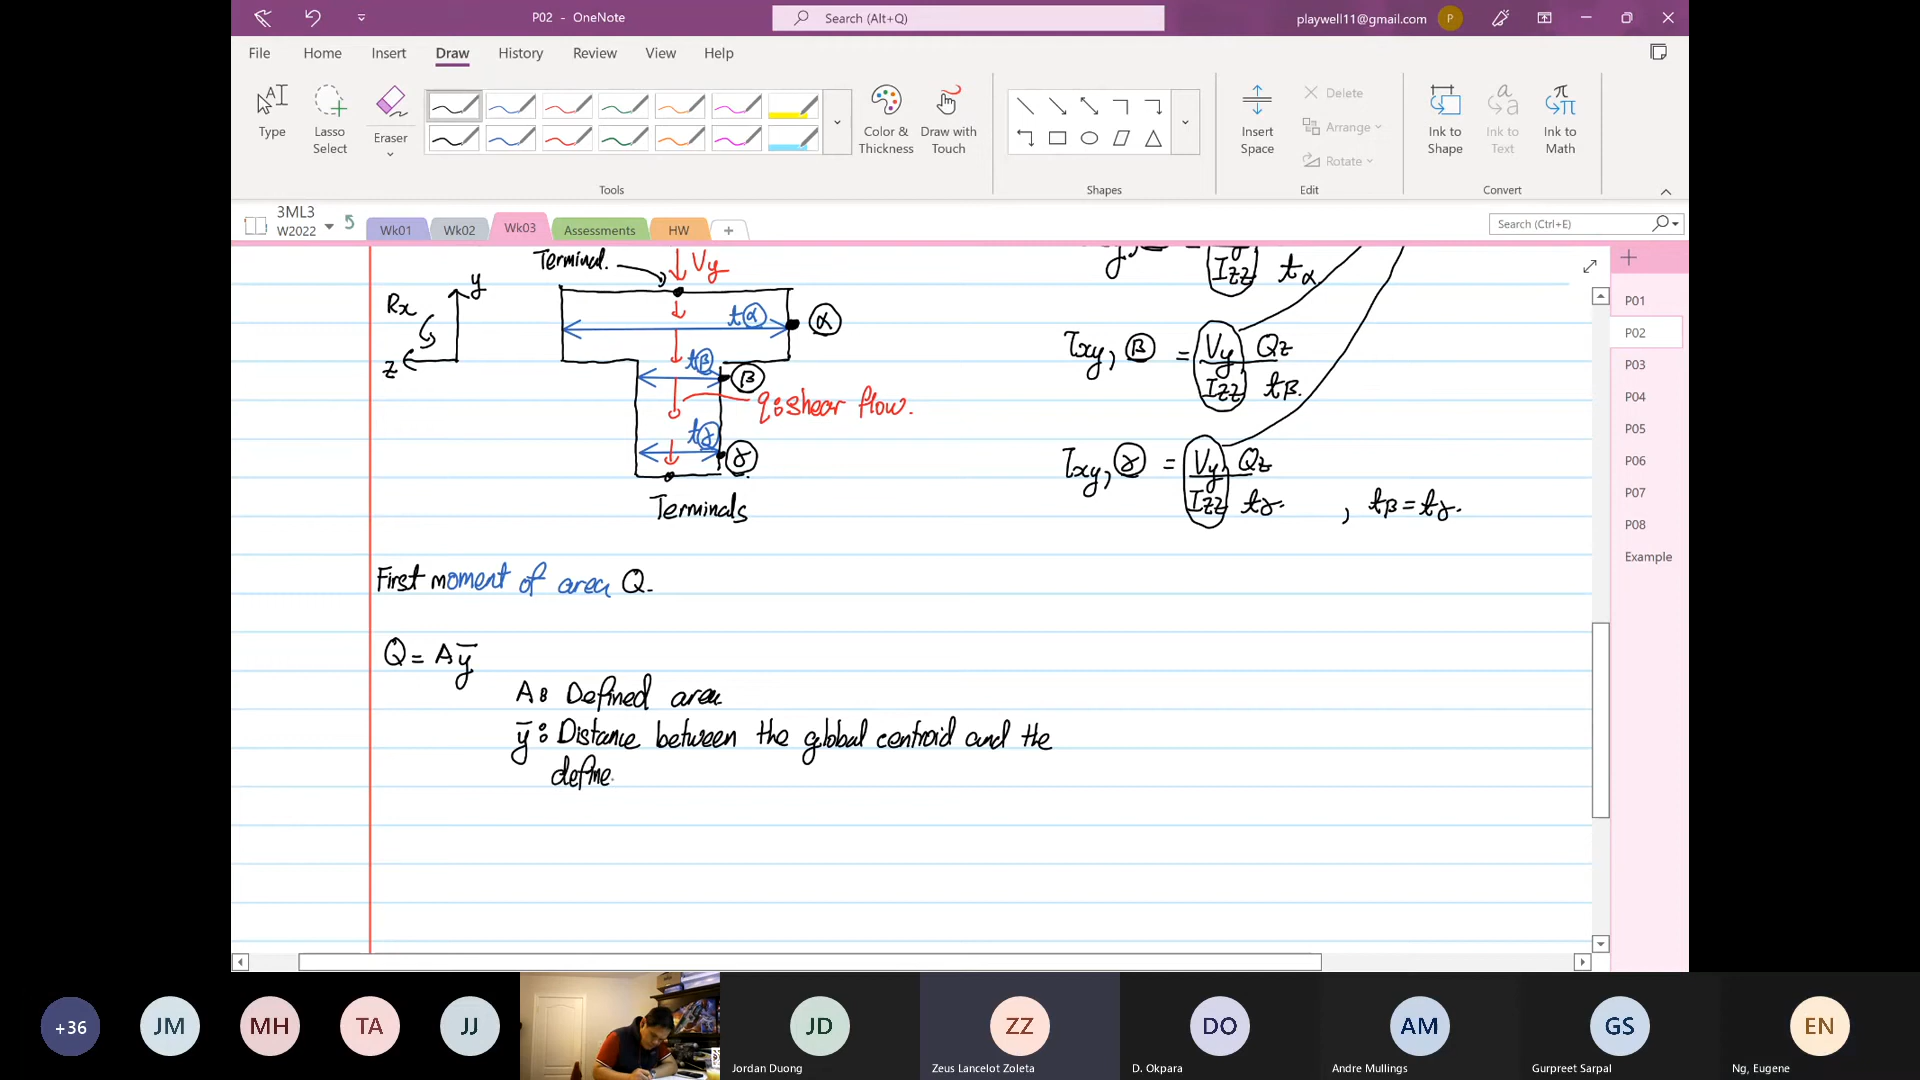 P02 - OneNote
Search (Alt+Q)
playwell11@gmail.com
P
File
Home
Insert
Draw
History
Review
View
Help
Type
Lasso Select
Eraser
Color & Thickness
Draw with Touch
Insert Space
Delete
Arrange
Rotate
Ink to Shape
Ink to Text
Ink to Math
Tools
Shapes
Edit
Convert
3ML3
W2022
Wk01
Wk02
Wk03
Assessments
HW
Search (Ctrl+E)
P01
P02
P03
P04
P05
P06
P07
P08
Example
Terminal.
Vy
Rx
y
z
tα
α
tβ
β
q: shear flow.
tγ
γ
Terminals
Izz tα
τxy, β = Vy Qz
Izz tβ.
τxy, γ = Vy Qz
Izz tγ. , tβ = tγ.
First moment of area Q.
Q = A ȳ
A: Defined area
ȳ: Distance between the global centroid and the
define
+36
JM
MH
TA
JJ
JD
ZZ
DO
AM
GS
EN
Jordan Duong
Zeus Lancelot Zoleta
D. Okpara
Andre Mullings
Gurpreet Sarpal
Ng, Eugene